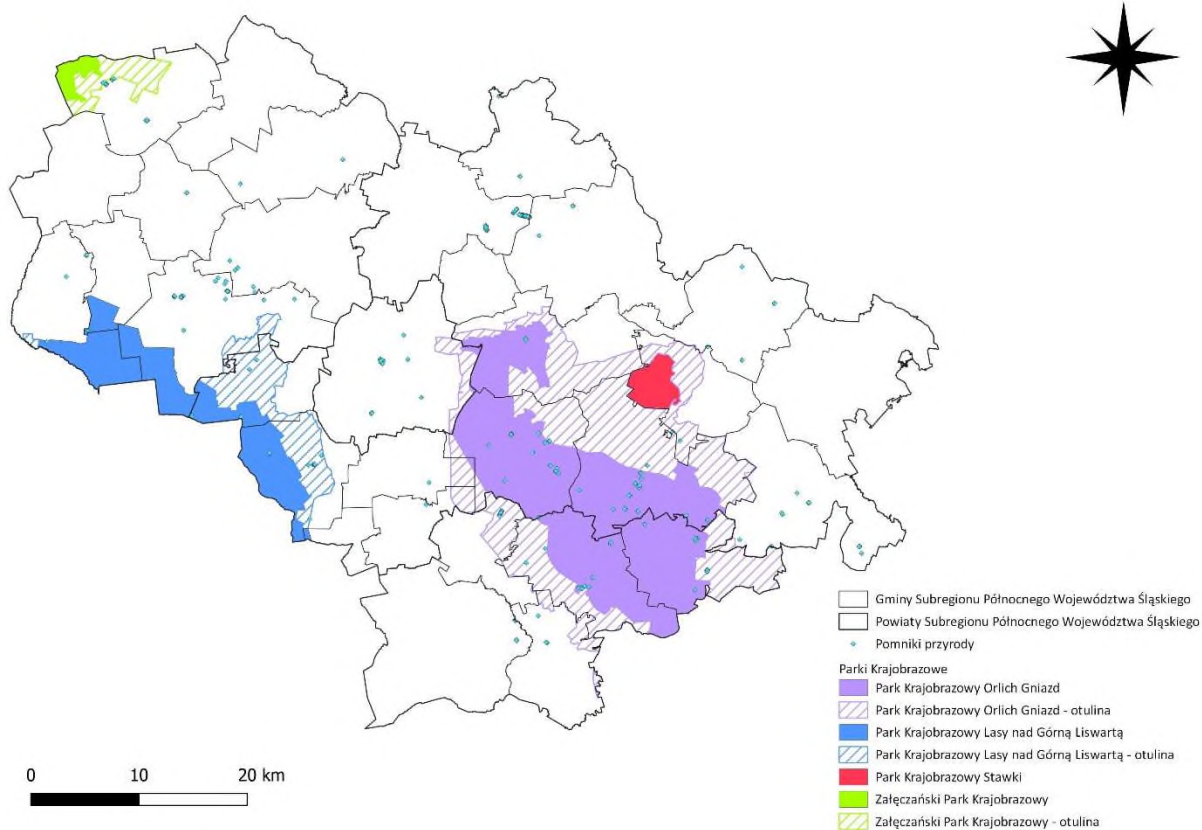 Gminy Subregionu Północnego Województwa Śląskiego
Powiaty Subregionu Północnego Województwa Śląskiego
Pomniki przyrody
Parki Krajobrazowe
Park Krajobrazowy Orlich Gniazd
Park Krajobrazowy Orlich Gniazd - otulina
Park Krajobrazowy Lasy nad Górną Liswartą
Park Krajobrazowy Lasy nad Górną Liswartą - otulina
Park Krajobrazowy Stawki
Załęczański Park Krajobrazowy
Załęczański Park Krajobrazowy - otulina
0 10 20 km